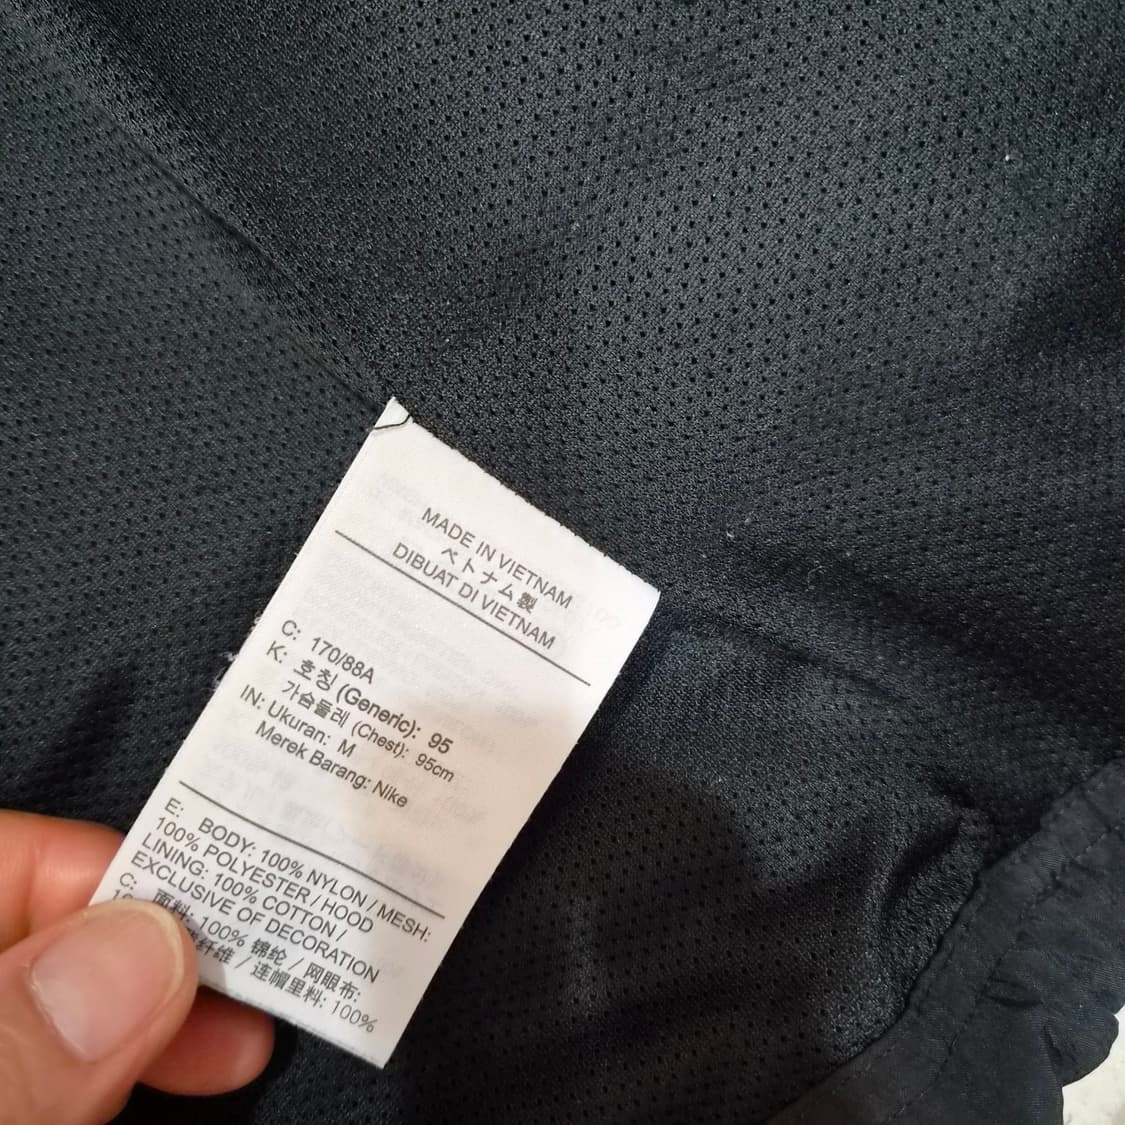 MADE IN VIETNAM
ベトナム製
DIBUAT DI VIETNAM
C: 170/88A
K: 호칭 (Generic): 95
가슴둘레 (Chest): 95cm
IN: Ukuran: M
Merek Barang: Nike
E: BODY: 100% NYLON / MESH:
100% POLYESTER / HOOD
LINING: 100% COTTON /
EXCLUSIVE OF DECORATION
C: 面料: 100% 锦纶 / 网眼布:
纤维 / 连帽里料: 100%